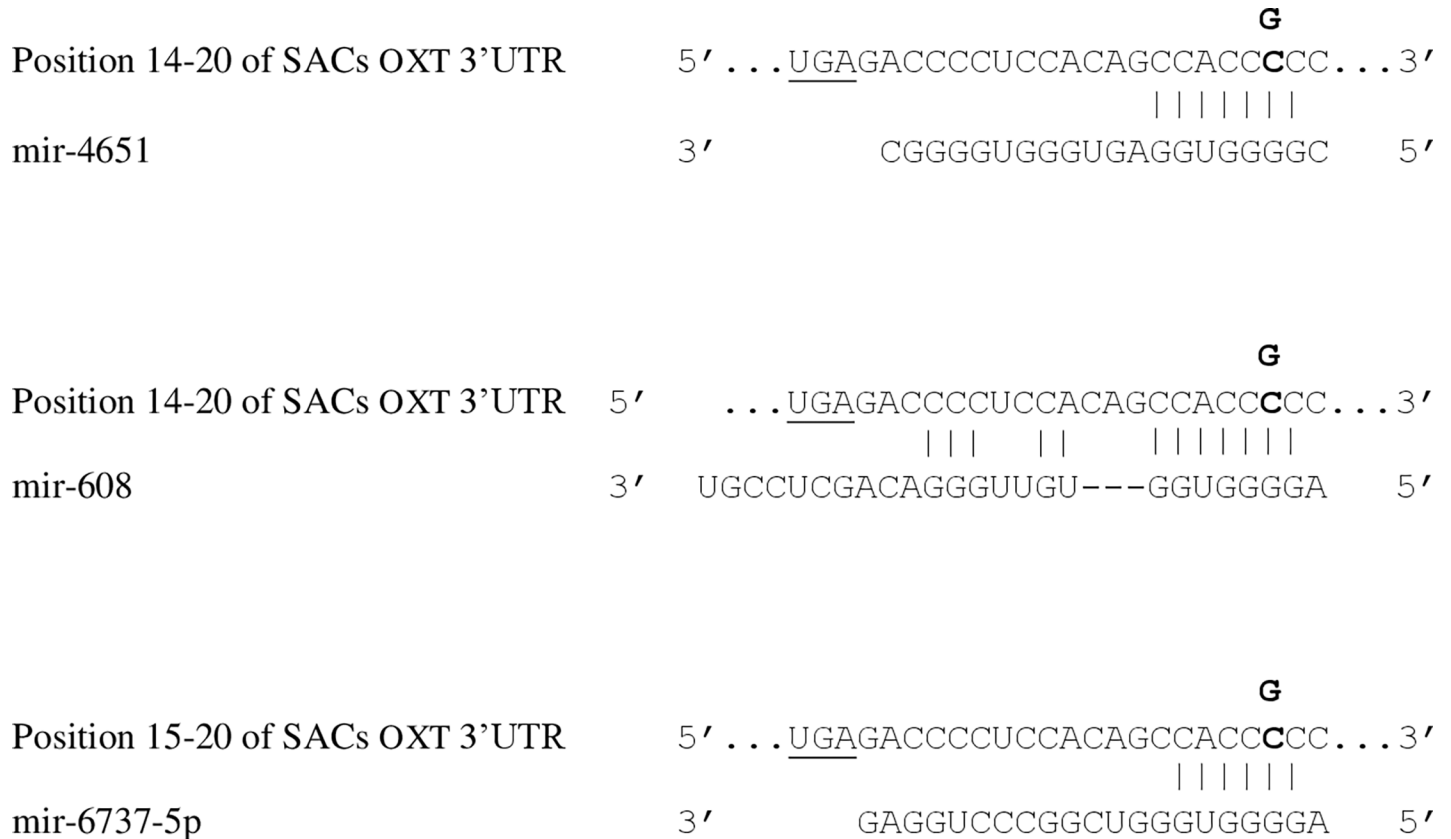 G
Position 14-20 of SACs OXT 3’UTR 5′...UGAGACCCCUCCACAGCCACCCCC...3′
| | | | | | |
mir-4651 3′ CGGGGUGGGUGAGGUGGGGC 5′
G
Position 14-20 of SACs OXT 3’UTR 5′ ...UGAGACCCCUCCACAGCCACCCCC...3′
| | | | | | | | | | | |
mir-608 3′ UGCCUCGACAGGGUUGU---GGUGGGGA 5′
G
Position 15-20 of SACs OXT 3’UTR 5′...UGAGACCCCUCCACAGCCACCCCC...3′
| | | | | |
mir-6737-5p 3′ GAGGUCCCGGCUGGGUGGGGA 5′